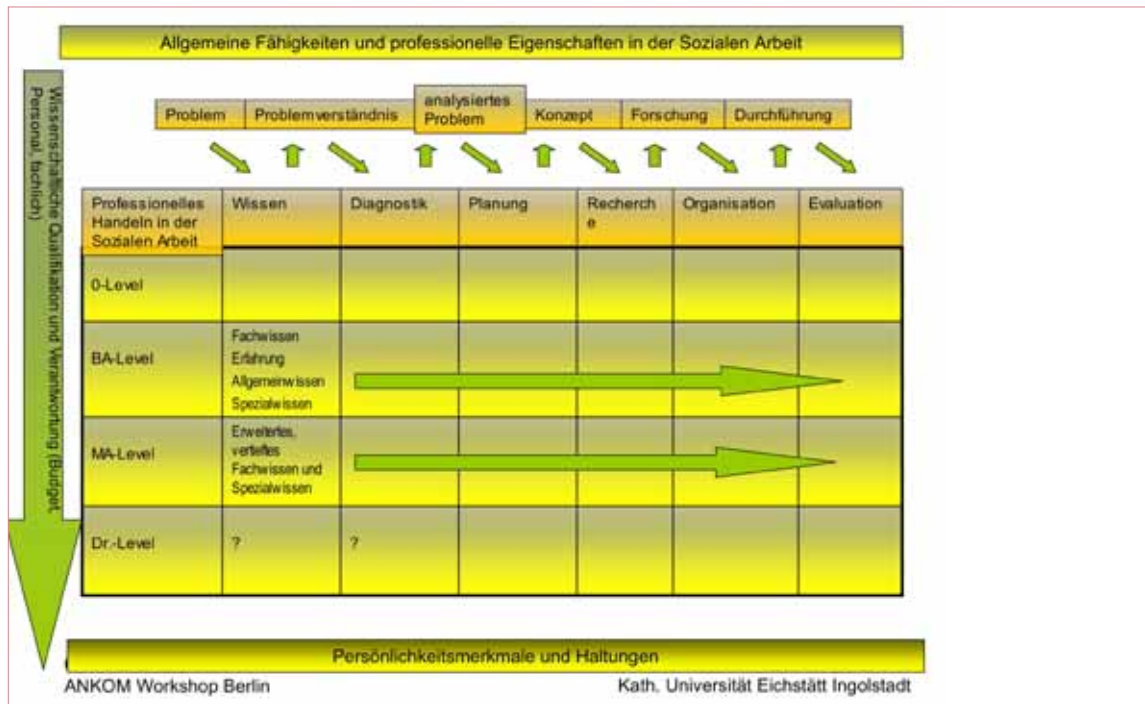 Allgemeine Fähigkeiten und professionelle Eigenschaften in der Sozialen Arbeit
Wissenschaftliche Qualifikation und Verantwortung (Budget,
Personal, fachlich)
Problem
Problemverständnis
analysiertes
Problem
Konzept
Forschung
Durchführung
Professionelles
Handeln in der
Sozialen Arbeit
Wissen
Diagnostik
Planung
Recherch
e
Organisation
Evaluation
0-Level
BA-Level
Fachwissen
Erfahrung
Allgemeinwissen
Spezialwissen
MA-Level
Erweitertes,
vertieftes
Fachwissen und
Spezialwissen
Dr.-Level
?
?
Persönlichkeitsmerkmale und Haltungen
ANKOM Workshop Berlin
Kath. Universität Eichstätt Ingolstadt